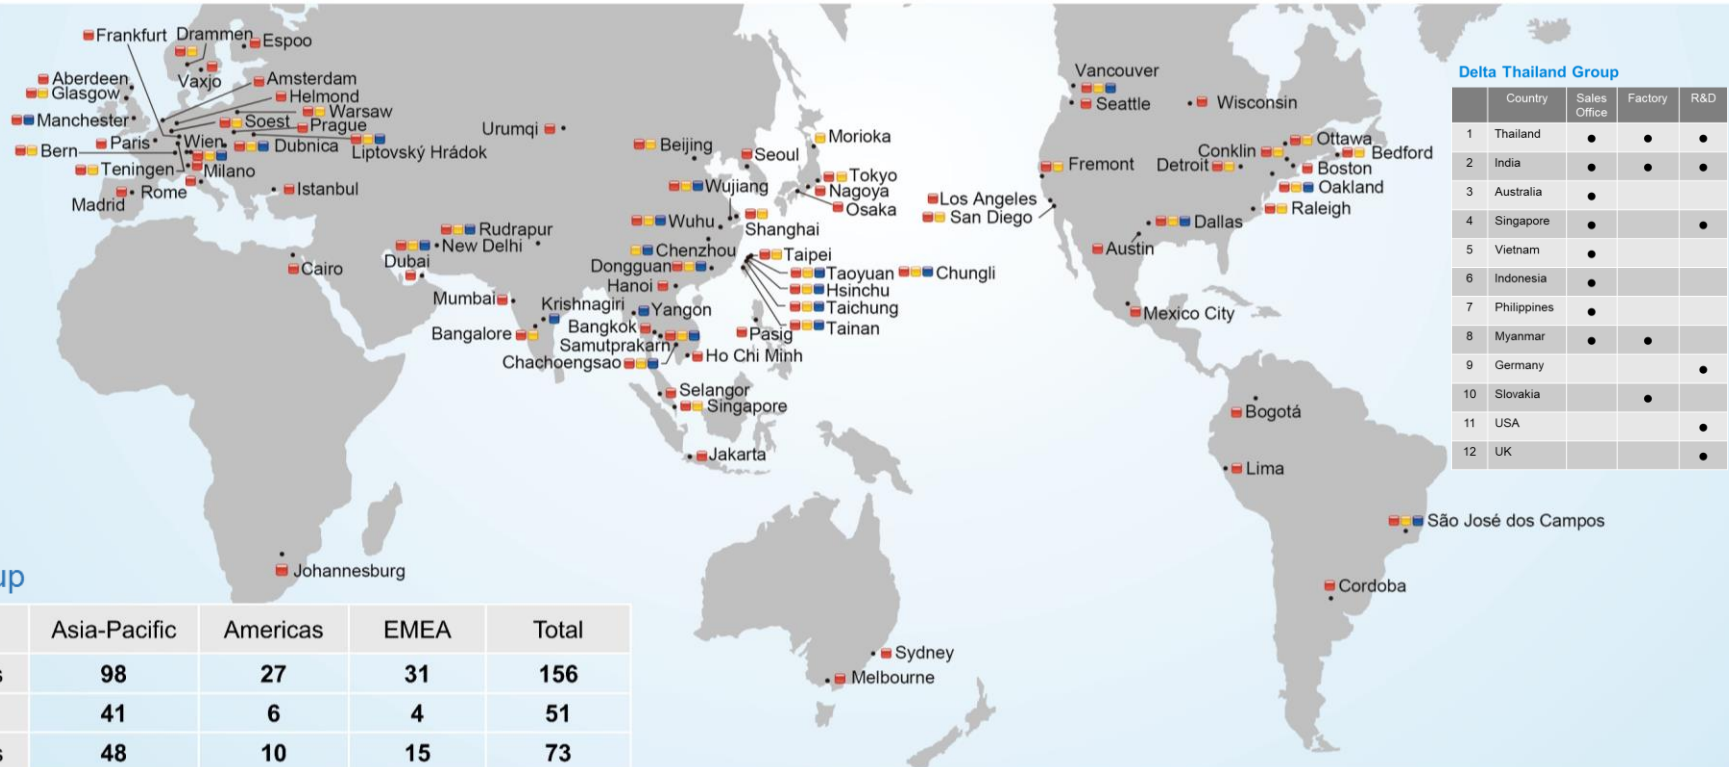 Frankfurt
Drammen
Espoo
Vaxjo
Aberdeen
Glasgow
Amsterdam
Helmond
Manchester
Warsaw
Soest
Prague
Paris
Wien
Dubnica
Liptovský Hrádok
Bern
Teningen
Milano
Rome
Madrid
Istanbul
Urumqi
Beijing
Seoul
Morioka
Tokyo
Nagoya
Osaka
Wujiang
Wuhu
Shanghai
Rudrapur
New Delhi
Chenzhou
Dubai
Dongguan
Taipei
Taoyuan
Chungli
Hsinchu
Taichung
Tainan
Cairo
Hanoi
Mumbai
Krishnagiri
Yangon
Bangalore
Bangkok
Pasig
Samutprakarn
Chachoengsao
Ho Chi Minh
Selangor
Singapore
Jakarta
Johannesburg
Sydney
Melbourne
Vancouver
Seattle
Wisconsin
Ottawa
Conklin
Bedford
Fremont
Detroit
Boston
Oakland
Los Angeles
San Diego
Raleigh
Dallas
Austin
Mexico City
Bogotá
Lima
São José dos Campos
Cordoba
Delta Thailand Group
Country Sales Office Factory R&D
1 Thailand ● ● ●
2 India ● ● ●
3 Australia ●
4 Singapore ● ●
5 Vietnam ●
6 Indonesia ●
7 Philippines ●
8 Myanmar ● ●
9 Germany ●
10 Slovakia ●
11 USA ●
12 UK ●
up
Asia-Pacific Americas EMEA Total
s 98 27 31 156
41 6 4 51
s 48 10 15 73